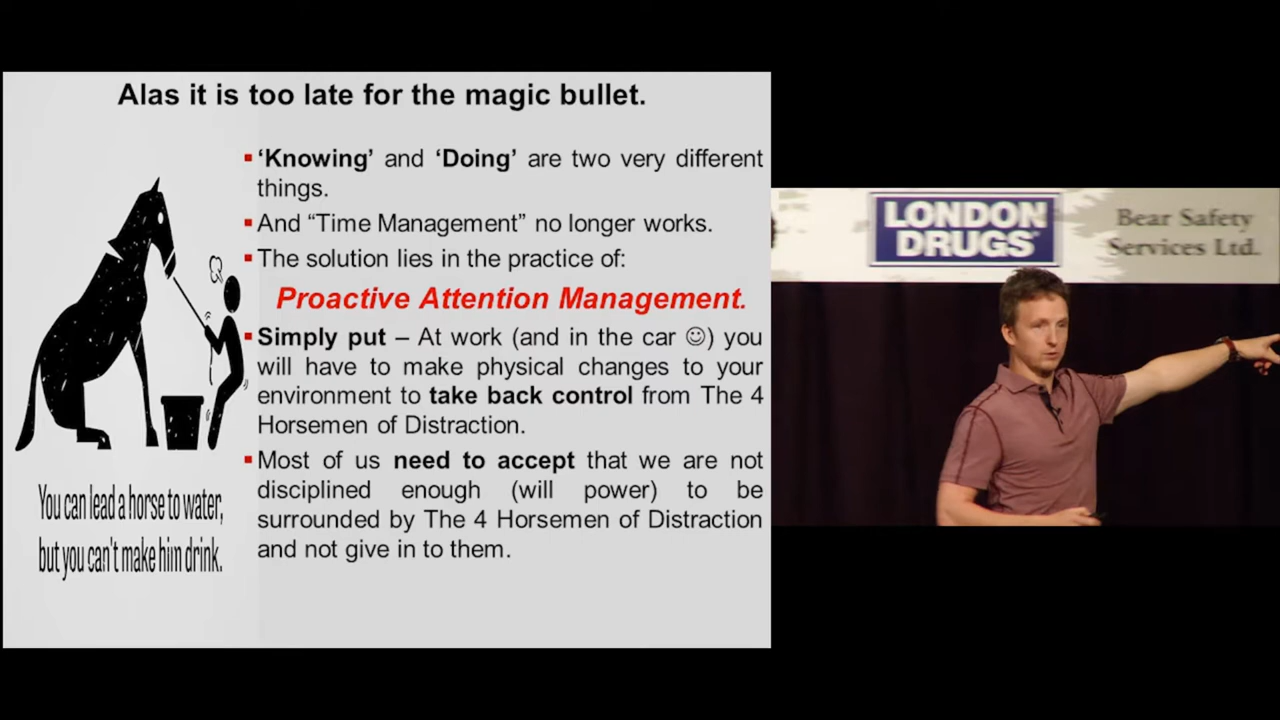 Alas it is too late for the magic bullet.
▪‘Knowing’ and ‘Doing’ are two very different
things.
▪And “Time Management” no longer works.
▪The solution lies in the practice of:
Proactive Attention Management.
▪Simply put – At work (and in the car ☺) you
will have to make physical changes to your
environment to take back control from The 4
Horsemen of Distraction.
▪Most of us need to accept that we are not
disciplined enough (will power) to be
surrounded by The 4 Horsemen of Distraction
and not give in to them.
You can lead a horse to water,
but you can't make him drink.
LONDON
DRUGS
Bear Safety
Services Ltd.